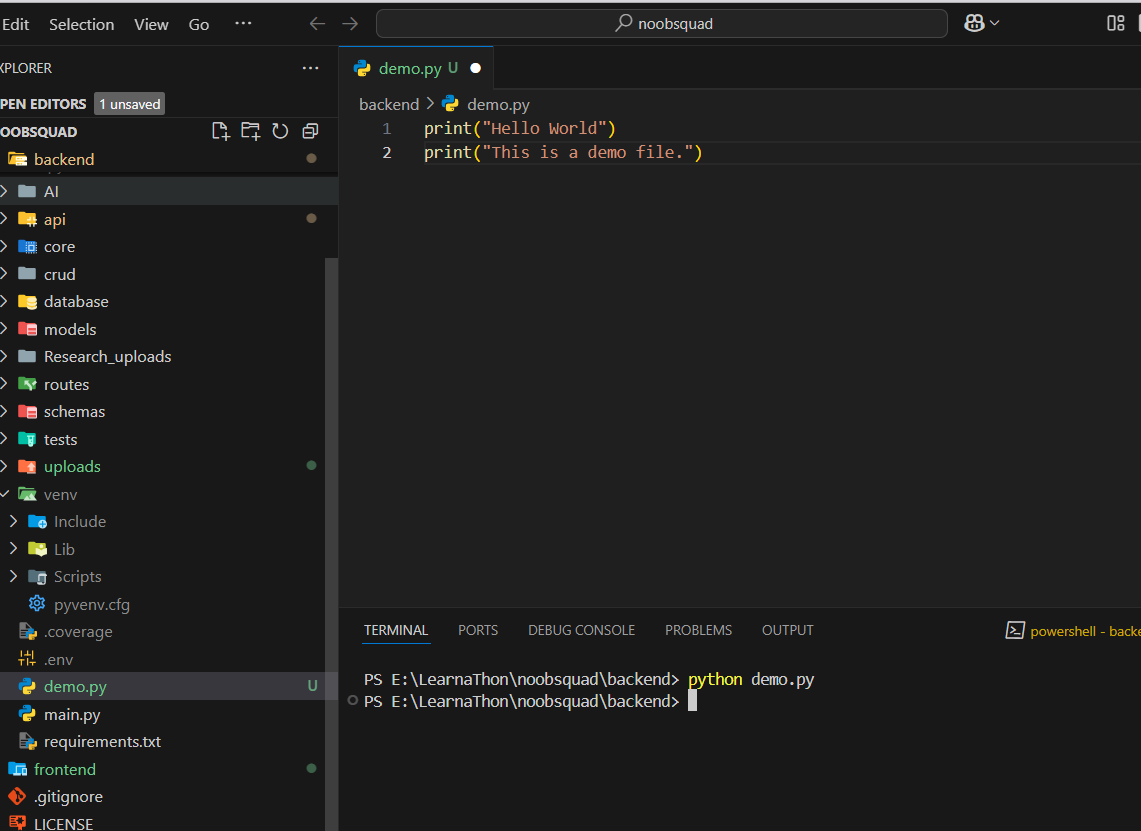 Edit Selection View Go ···
noobsquad
XPLORER ···
PEN EDITORS 1 unsaved
OOBSQUAD
backend
AI
api
core
crud
database
models
Research_uploads
routes
schemas
tests
uploads
venv
Include
Lib
Scripts
pyvenv.cfg
.coverage
.env
demo.py U
main.py
requirements.txt
frontend
.gitignore
LICENSE
demo.py U
backend > demo.py
1 print("Hello World")
2 print("This is a demo file.")
TERMINAL PORTS DEBUG CONSOLE PROBLEMS OUTPUT
powershell - backe
PS E:\LearnaThon\noobsquad\backend> python demo.py
PS E:\LearnaThon\noobsquad\backend>